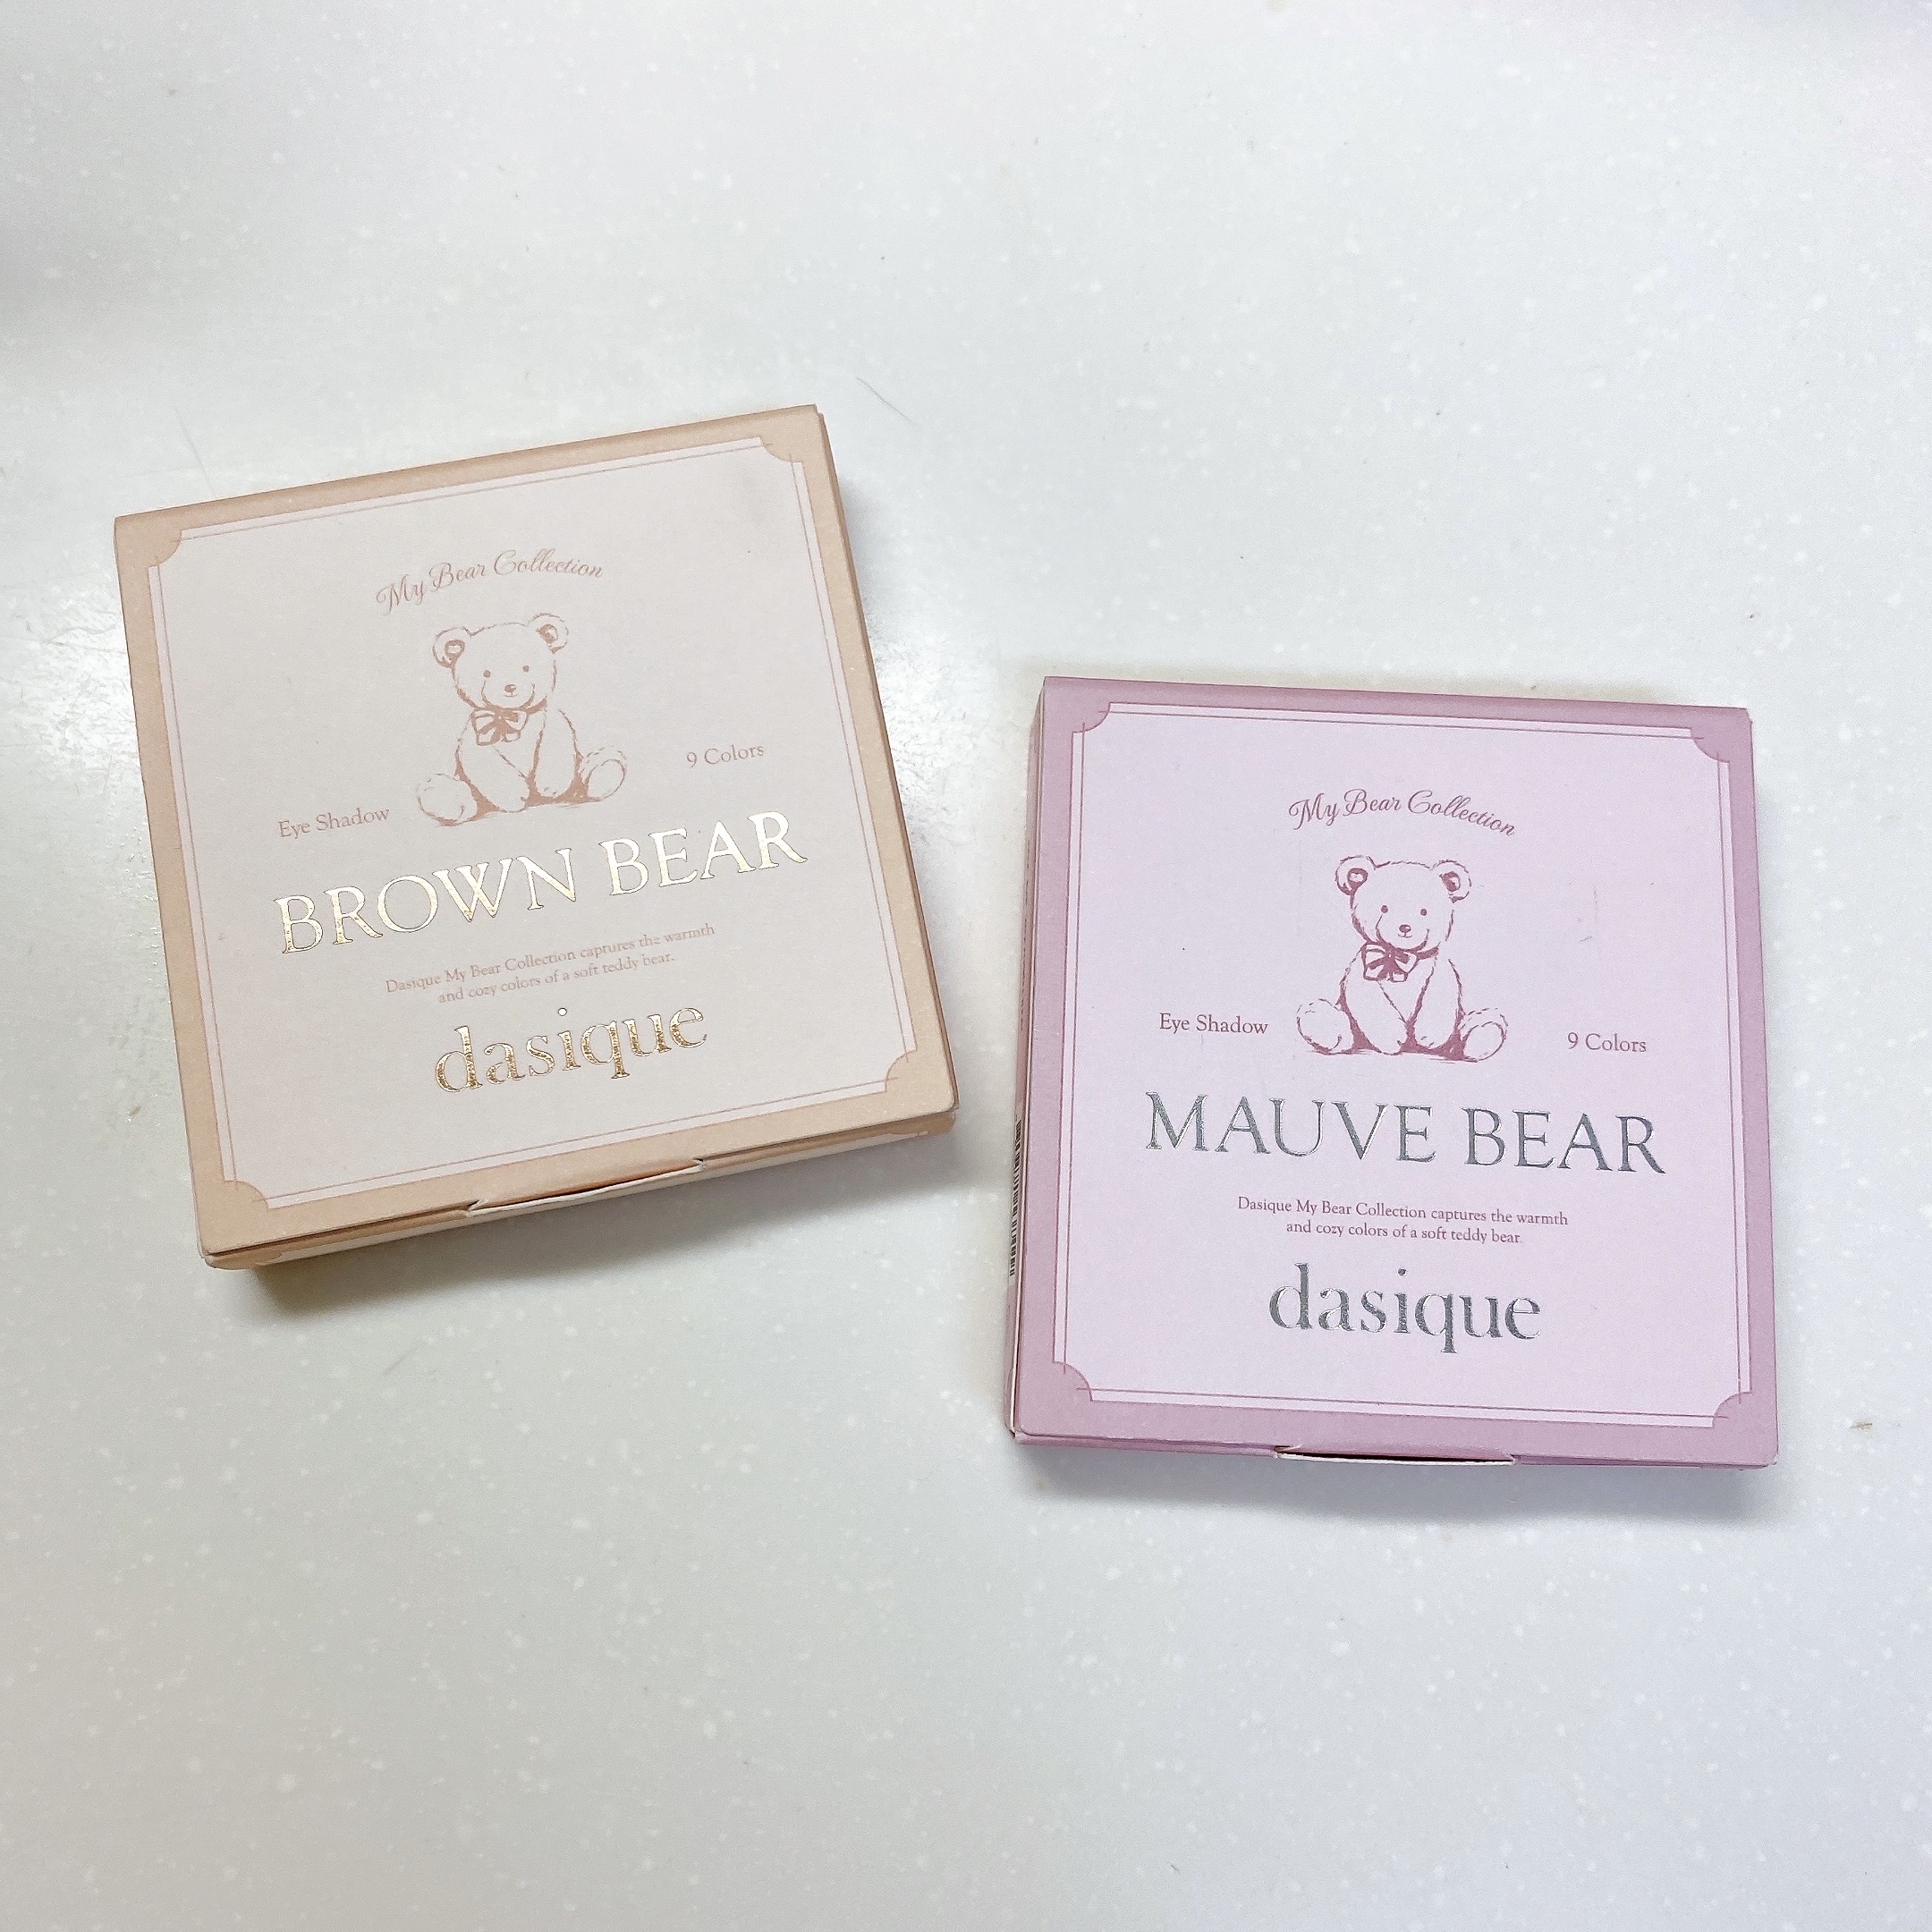 My Bear Collection
Eye Shadow
9 Colors
BROWN BEAR
Dasique My Bear Collection captures the warmth
and cozy colors of a soft teddy bear.
dasique
My Bear Collection
Eye Shadow
9 Colors
MAUVE BEAR
Dasique My Bear Collection captures the warmth
and cozy colors of a soft teddy bear.
dasique